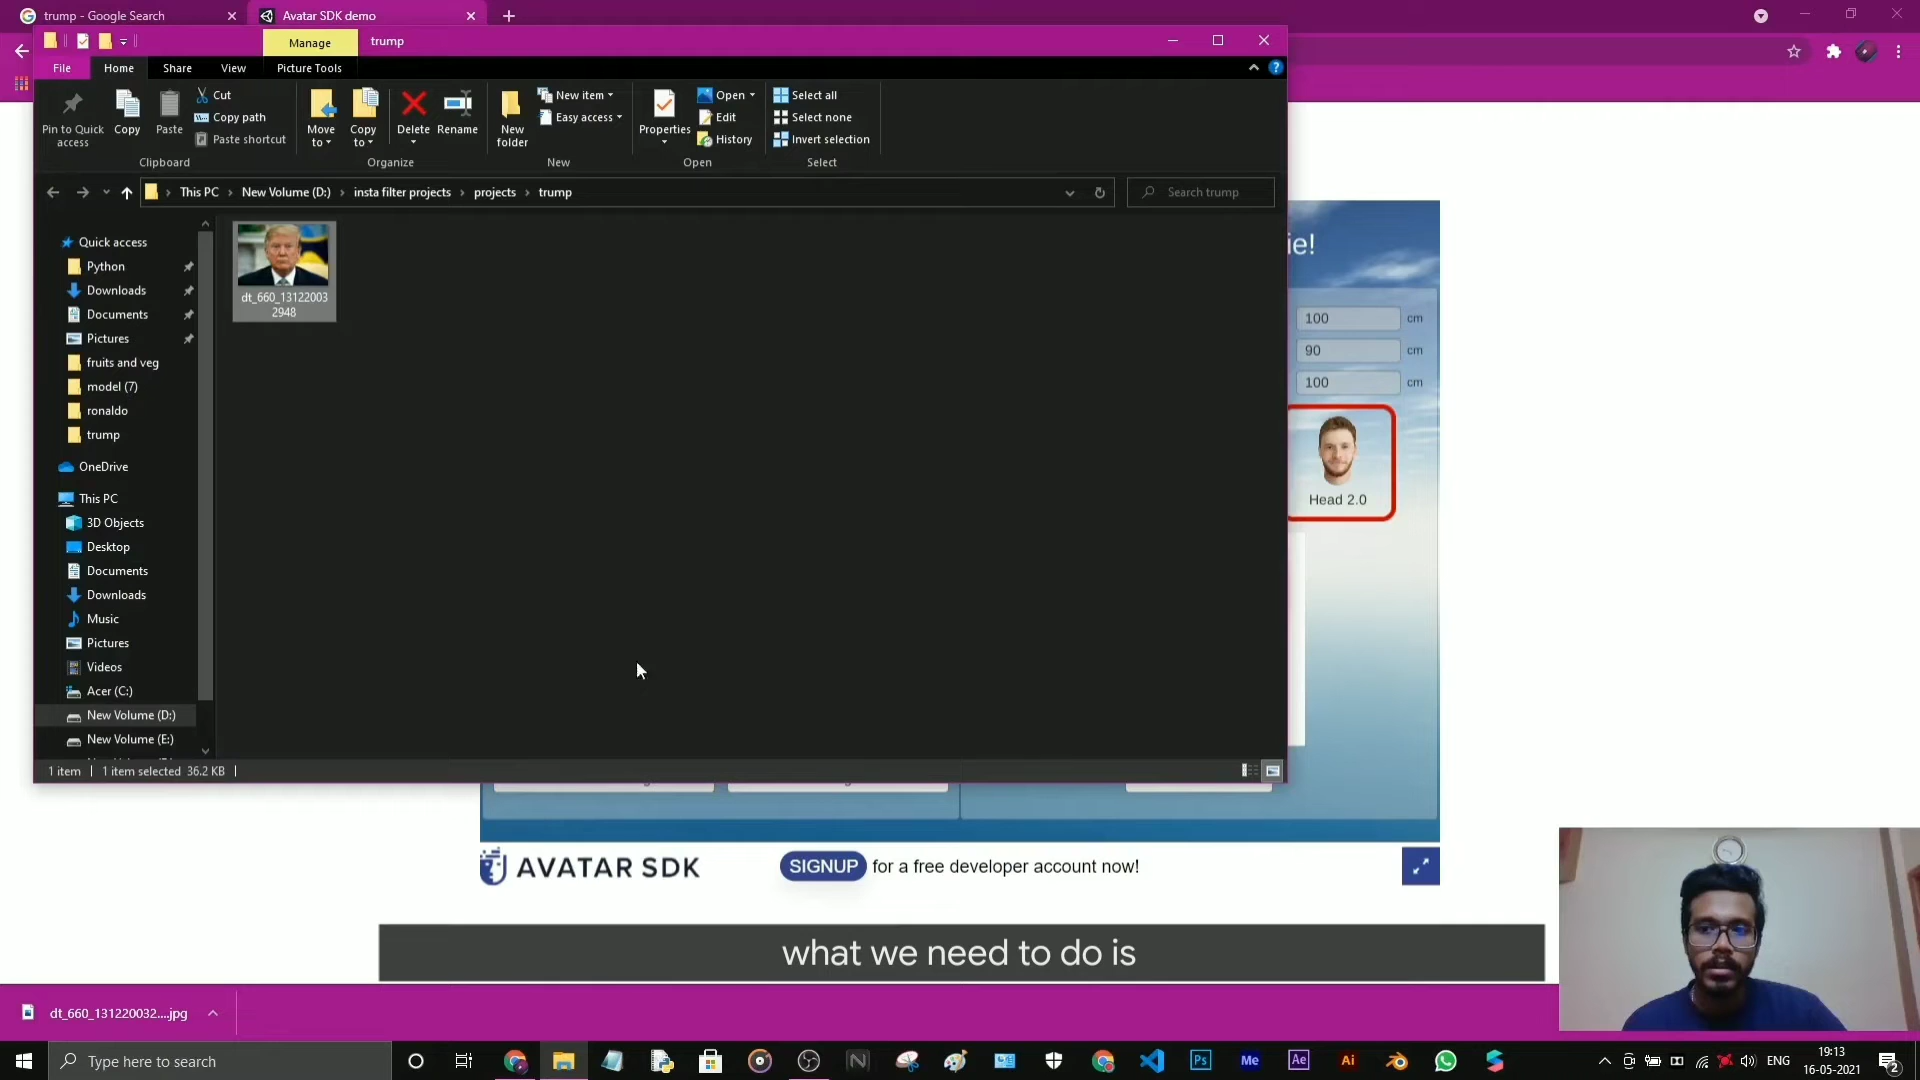 trump - Google Search
Avatar SDK demo
Manage
trump
File
Home
Share
View
Picture Tools
Pin to Quick access
Copy
Paste
Cut
Copy path
Paste shortcut
Clipboard
Move to
Copy to
Delete
Rename
Organize
New folder
New item
Easy access
New
Properties
Open
Edit
History
Open
Select all
Select none
Invert selection
Select
This PC
New Volume (D:)
insta filter projects
projects
trump
Search trump
Quick access
Python
Downloads
Documents
Pictures
fruits and veg
model (7)
ronaldo
trump
OneDrive
This PC
3D Objects
Desktop
Documents
Downloads
Music
Pictures
Videos
Acer (C:)
New Volume (D:)
New Volume (E:)
dt_660_13122003
2948
1 item
1 item selected 36.2 KB
ie!
100 cm
90 cm
100 cm
Head 2.0
AVATAR SDK
SIGNUP for a free developer account now!
what we need to do is
dt_660_131220032....jpg
Type here to search
N
Ps
Me
Ae
Ai
ENG
19:13
16-05-2021
2